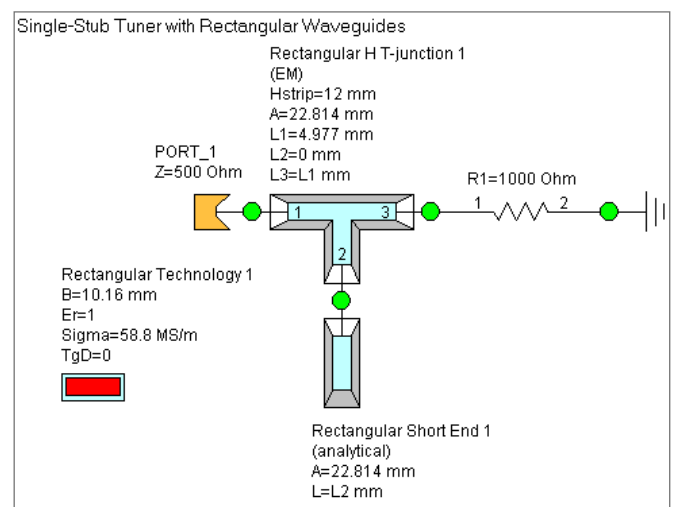 Single-Stub Tuner with Rectangular Waveguides
Rectangular H T-junction 1
(EM)
Hstrip=12 mm
A=22.814 mm
L1=4.977 mm
L2=0 mm
L3=L1 mm
PORT_1
Z=500 Ohm
R1=1000 Ohm
1
3
1
2
2
Rectangular Technology 1
B=10.16 mm
Er=1
Sigma=58.8 MS/m
TgD=0
Rectangular Short End 1
(analytical)
A=22.814 mm
L=L2 mm